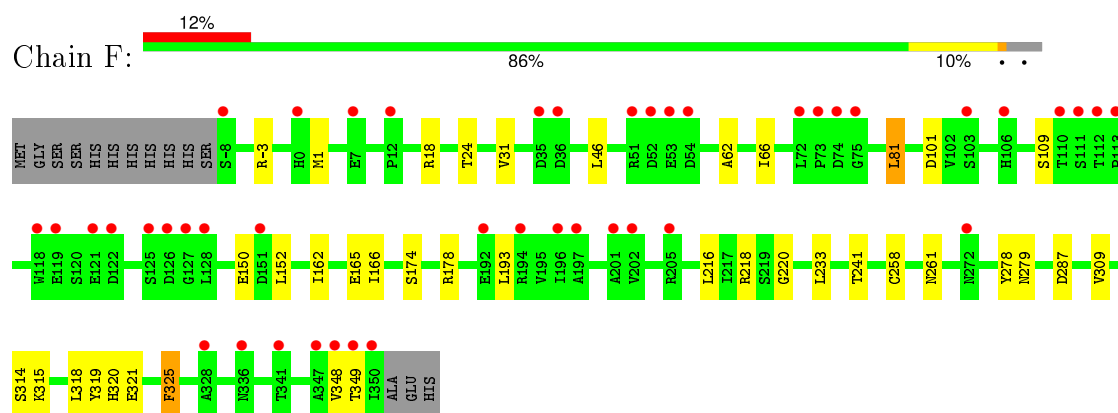 12%
Chain F:
86% 10% • •
MET GLY SER SER HIS HIS HIS HIS HIS HIS SER S-8 R-3 H0 M1 E7 P12 R18 T24 V31 D35 D36 L46 R51 D52 E53 D54 A62 I66 L72 P73 D74 G75 L81 D101 V102 S103 H106 S109 T110 S111 T112 P113
W118 E119 S120 E121 D122 S125 D126 G127 L128 E150 D151 L152 I162 E165 I166 S174 R178 E192 L193 R194 V195 I196 A197 A201 V202 R205 L216 I217 R218 S219 G220 L233 T241 C258 N261 N272 Y278 N279 D287 V309
S314 K315 L318 Y319 H320 E321 F325 A328 N336 T341 A347 V348 T349 I350 ALA GLU HIS